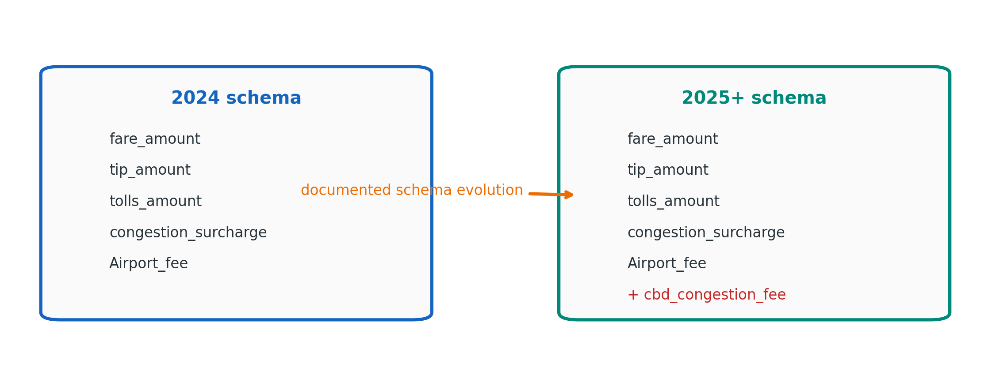 2024 schema
fare_amount
tip_amount
tolls_amount
congestion_surcharge
Airport_fee
documented schema evolution
2025+ schema
fare_amount
tip_amount
tolls_amount
congestion_surcharge
Airport_fee
+ cbd_congestion_fee